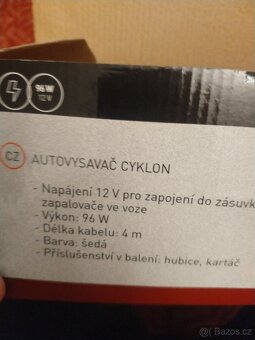 96 W
12 W
CZ AUTOVYSAVAČ CYKLON
- Napájení 12 V pro zapojení do zásuvk
zapalovače ve voze
- Výkon: 96 W
- Délka kabelu: 4 m
- Barva: šedá
- Příslušenství v balení: hubice, kartáč
Bazos.cz